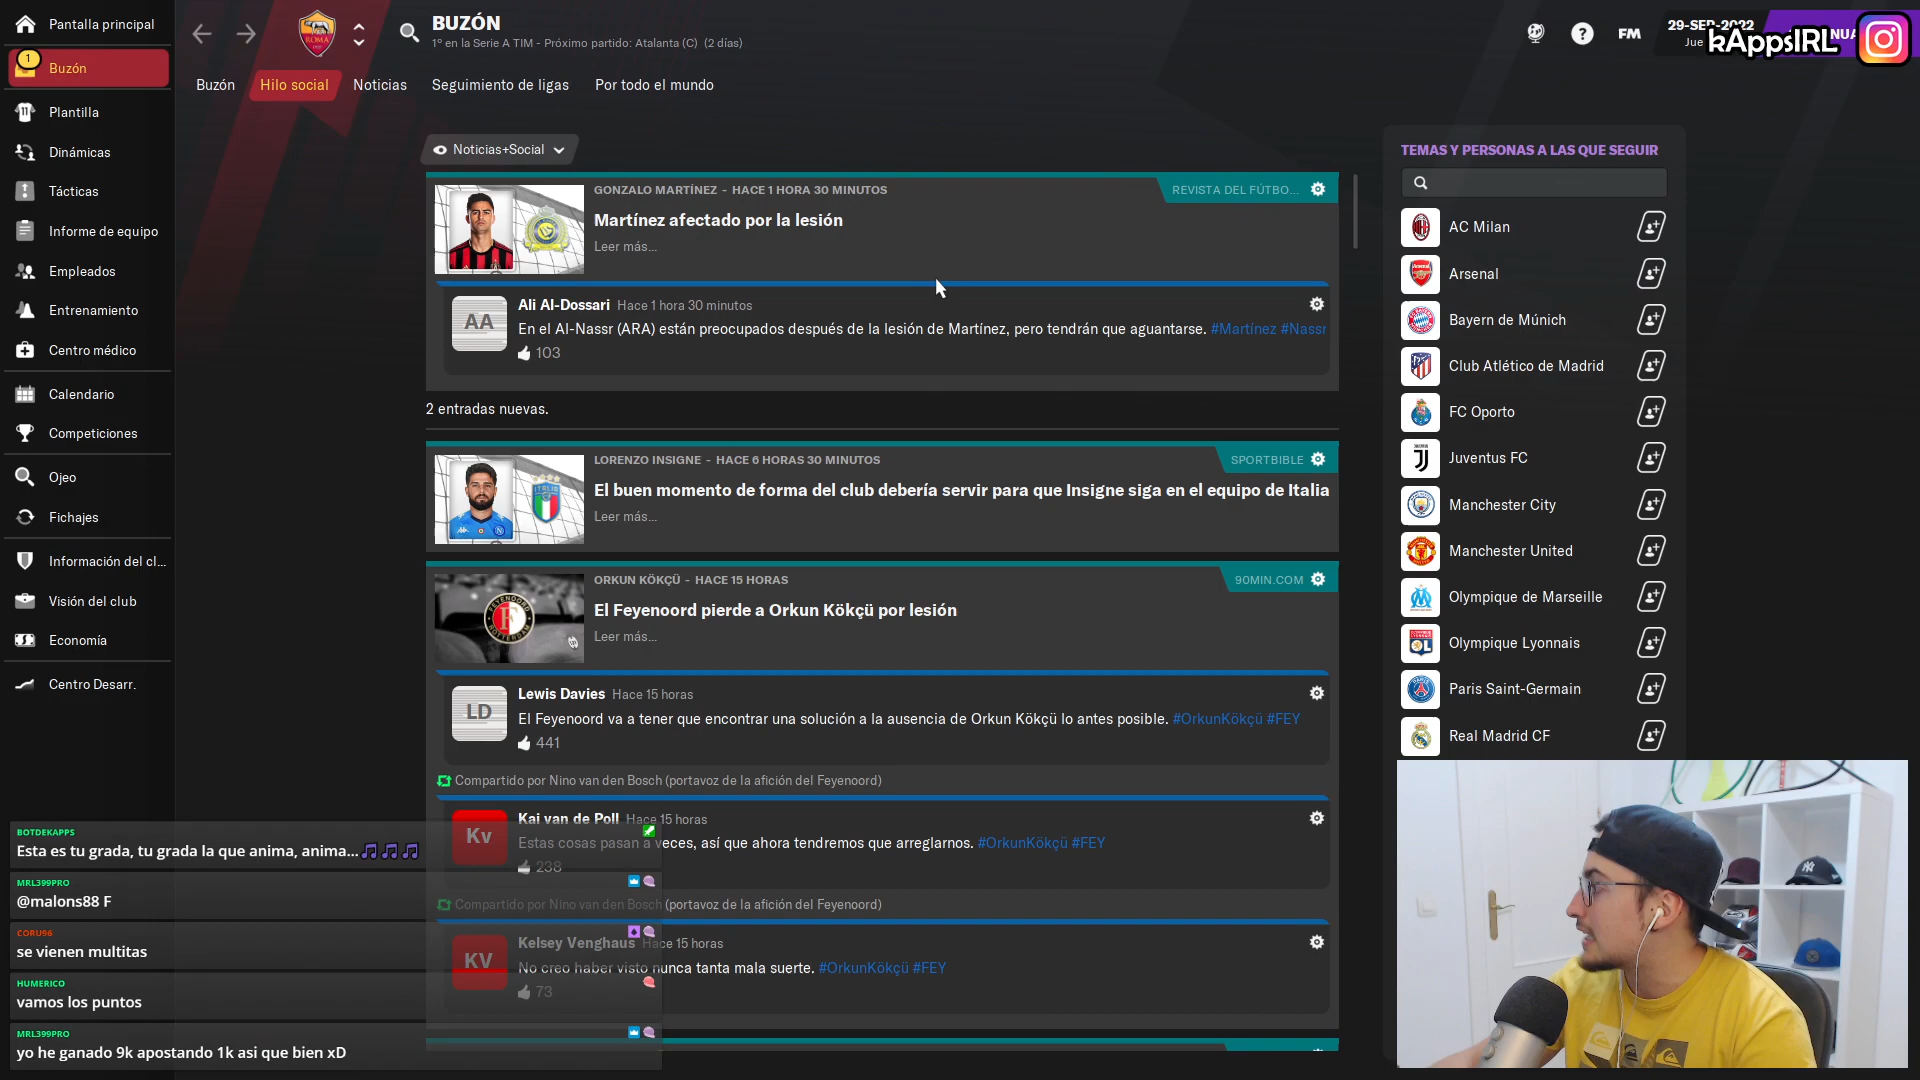 Pantalla principal
1
Buzón
Plantilla
Dinámicas
Tácticas
Informe de equipo
Empleados
Entrenamiento
Centro médico
Calendario
Competiciones
Ojeo
Fichajes
Información del cl...
Visión del club
Economía
Centro Desarr.
BUZÓN
1º en la Serie A TIM - Próximo partido: Atalanta (C) (2 días)
FM
29-SEP-2022
Jue
kAppsIRL
Buzón
Hilo social
Noticias
Seguimiento de ligas
Por todo el mundo
Noticias+Social
GONZALO MARTÍNEZ - HACE 1 HORA 30 MINUTOS
REVISTA DEL FÚTBO...
Martínez afectado por la lesión
Leer más...
AA
Ali Al-Dossari Hace 1 hora 30 minutos
En el Al-Nassr (ARA) están preocupados después de la lesión de Martínez, pero tendrán que aguantarse. #Martínez #Nassr
103
2 entradas nuevas.
LORENZO INSIGNE - HACE 6 HORAS 30 MINUTOS
SPORTBIBLE
El buen momento de forma del club debería servir para que Insigne siga en el equipo de Italia
Leer más...
ORKUN KÖKÇÜ - HACE 15 HORAS
90MIN.COM
El Feyenoord pierde a Orkun Kökçü por lesión
Leer más...
LD
Lewis Davies Hace 15 horas
El Feyenoord va a tener que encontrar una solución a la ausencia de Orkun Kökçü lo antes posible. #OrkunKökçü #FEY
441
Compartido por Nino van den Bosch (portavoz de la afición del Feyenoord)
Kv
Kai van de Poll Hace 15 horas
Estas cosas pasan a veces, así que ahora tendremos que arreglarnos. #OrkunKökçü #FEY
238
Compartido por Nino van den Bosch (portavoz de la afición del Feyenoord)
KV
Kelsey Venghaus Hace 15 horas
No creo haber visto nunca tanta mala suerte. #OrkunKökçü #FEY
73
TEMAS Y PERSONAS A LAS QUE SEGUIR
AC Milan
Arsenal
Bayern de Múnich
Club Atlético de Madrid
FC Oporto
Juventus FC
Manchester City
Manchester United
Olympique de Marseille
Olympique Lyonnais
Paris Saint-Germain
Real Madrid CF
BOTDEKAPPS
Esta es tu grada, tu grada la que anima, anima...
MRL399PRO
@malons88 F
CORU96
se vienen multitas
HUMERICO
vamos los puntos
MRL399PRO
yo he ganado 9k apostando 1k asi que bien xD